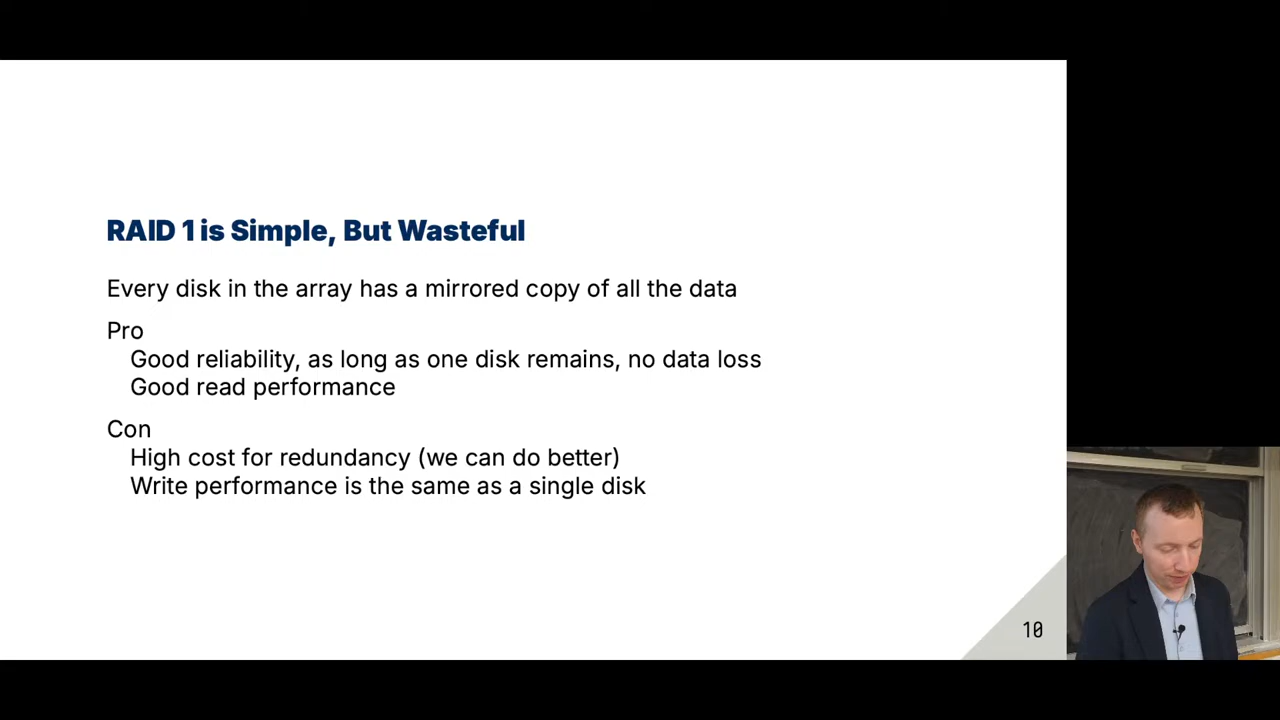 RAID 1 is Simple, But Wasteful
Every disk in the array has a mirrored copy of all the data
Pro
Good reliability, as long as one disk remains, no data loss
Good read performance
Con
High cost for redundancy (we can do better)
Write performance is the same as a single disk
10